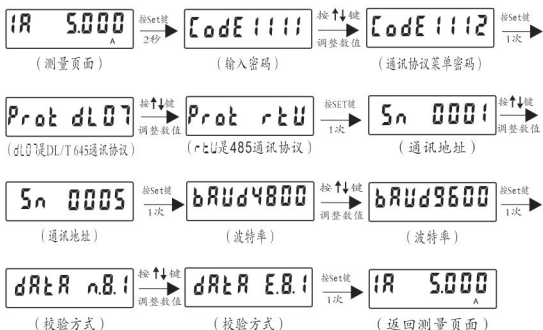 IA 5.000 A 按Set键 2秒 CodE 1111 按↑↓键 调整数值 CodE 1112 按Set键 1次
(测量页面) (输入密码) (通讯协议菜单密码)
Prot dL07 按↑↓键 调整数值 Prot rtU 按SET键 1次 Sn 0001 按↑↓键 调整数值
(dL07是DL/T 645通讯协议) (rtU是485通讯协议) (通讯地址)
Sn 0005 按Set键 1次 bAUd4800 按↑↓键 调整数值 bAUd9600 按Set键 1次
(通讯地址) (波特率) (波特率)
dAtA n.8.1 按↑↓键 调整数值 dAtA E.8.1 按Set键 1次 IA 5.000 A
(校验方式) (校验方式) (返回测量页面)